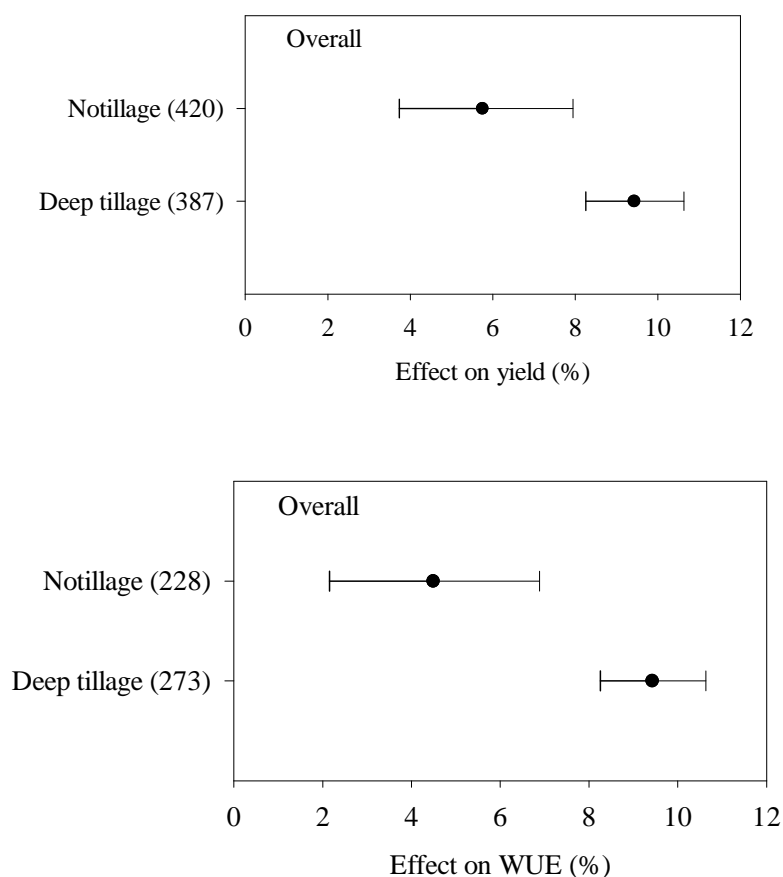 Overall
Notillage (420)
Deep tillage (387)
0 2 4 6 8 10 12
Effect on yield (%)
Overall
Notillage (228)
Deep tillage (273)
0 2 4 6 8 10 12
Effect on WUE (%)